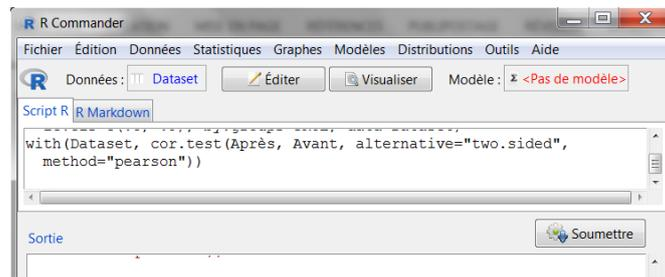 R Commander
Fichier Édition Données Statistiques Graphes Modèles Distributions Outils Aide
R Données : Dataset Éditer Visualiser Modèle : Σ <Pas de modèle>
Script R R Markdown
with(Dataset, cor.test(Après, Avant, alternative="two.sided",
method="pearson"))
Sortie Soumettre